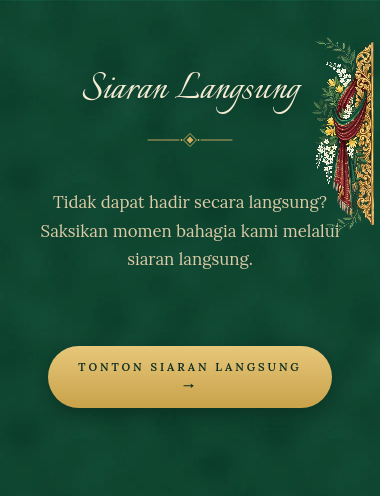 Siaran Langsung
Tidak dapat hadir secara langsung?
Saksikan momen bahagia kami melalui
siaran langsung.
TONTON SIARAN LANGSUNG
→